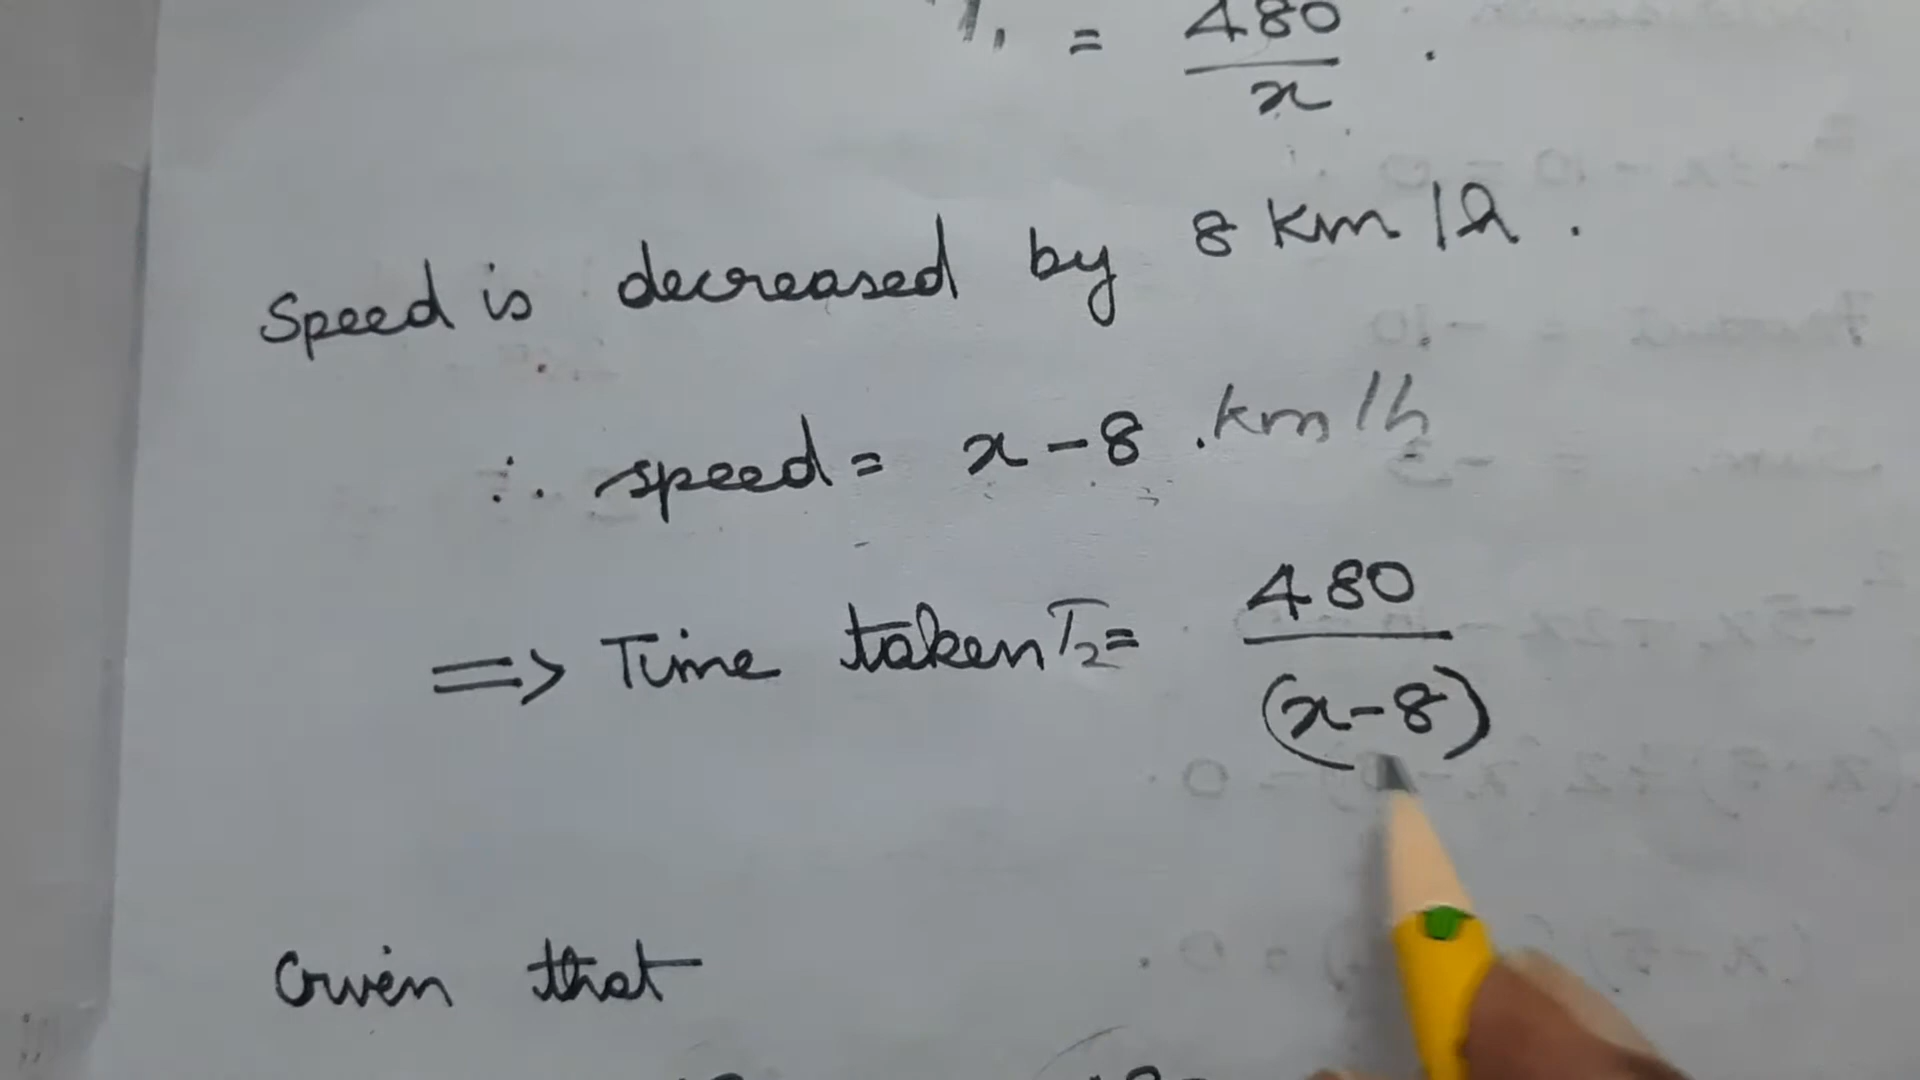 T₁ = 480/x .
Speed is decreased by 8 km/h .
∴ speed = x-8 .km/h
=> Time taken T₂= 480/(x-8)
Given that